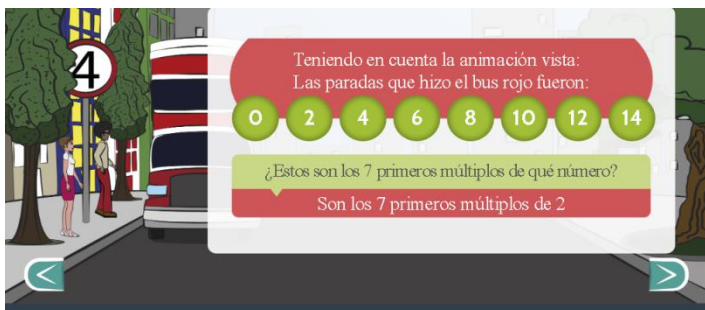 4
Teniendo en cuenta la animación vista:
Las paradas que hizo el bus rojo fueron:
0 2 4 6 8 10 12 14
¿Estos son los 7 primeros múltiplos de qué número?
Son los 7 primeros múltiplos de 2